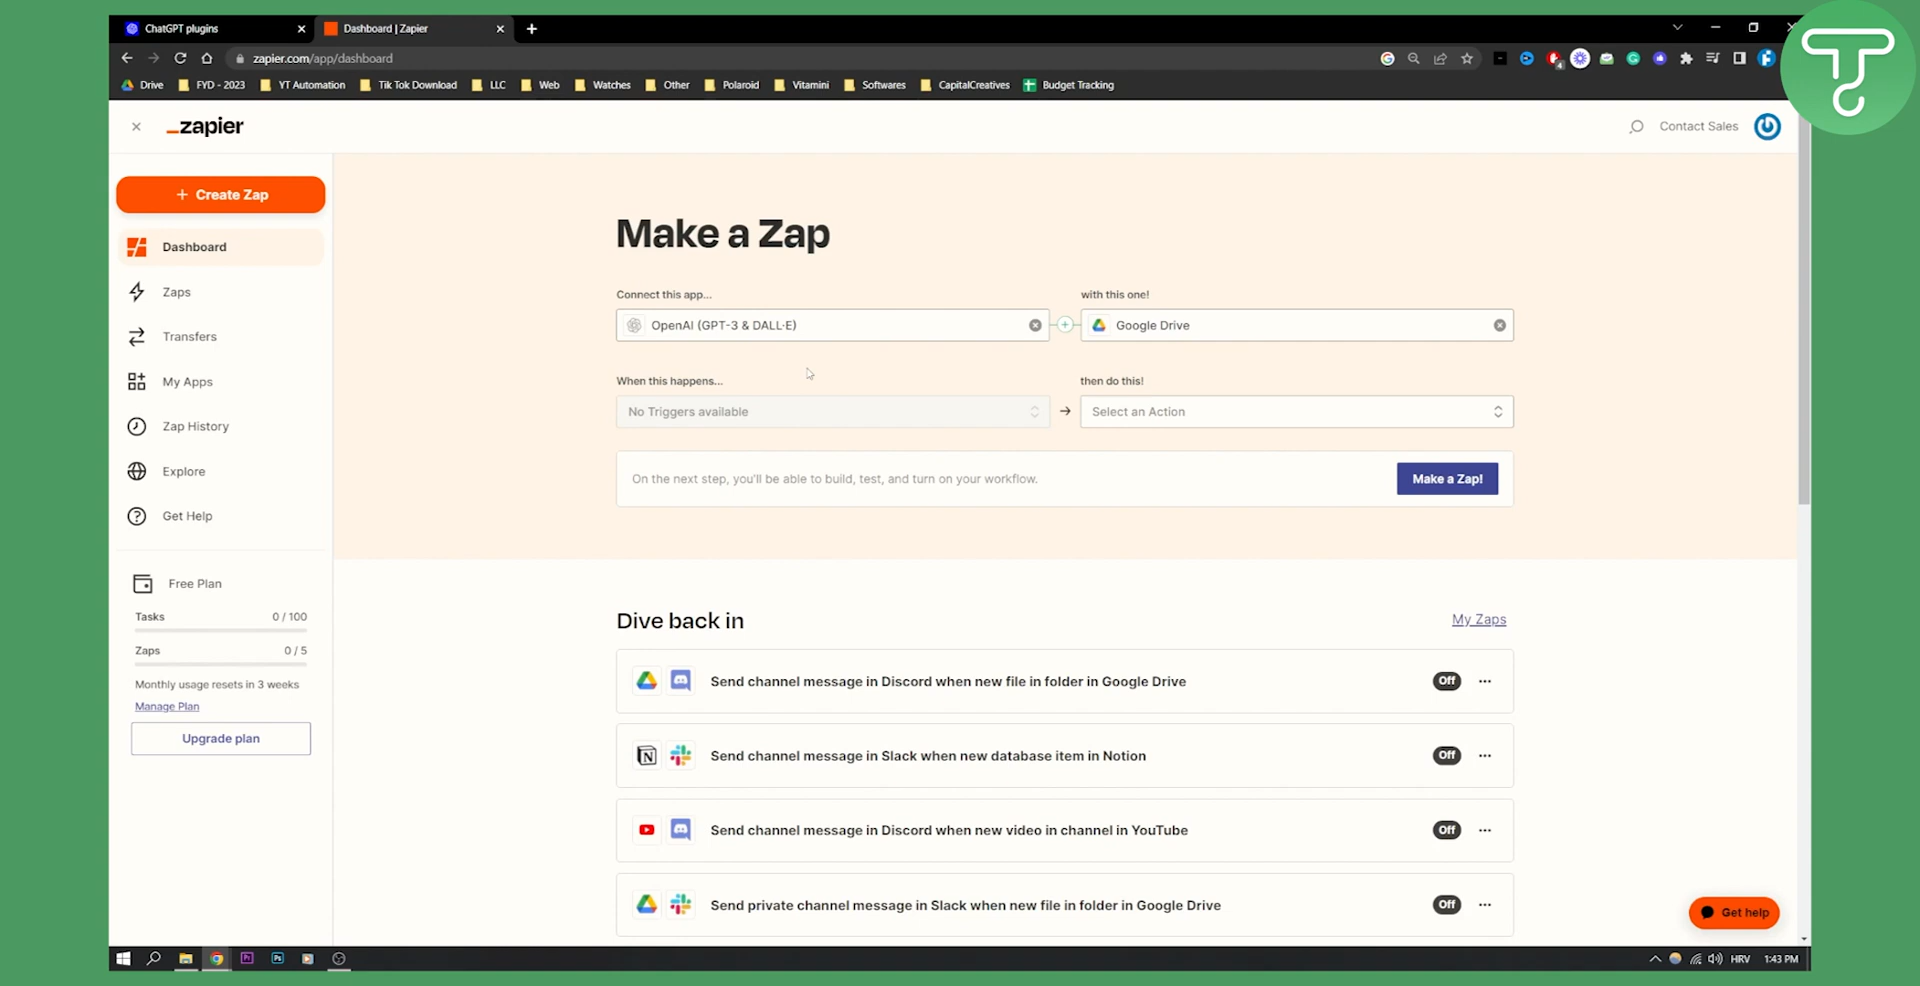 ChatGPT plugins
Dashboard | Zapier
zapier.com/app/dashboard
Drive
FYD - 2023
YT Automation
Tik Tok Download
LLC
Web
Watches
Other
Polaroid
Vitamini
Softwares
CapitalCreatives
Budget Tracking
zapier
Contact Sales
+ Create Zap
Dashboard
Zaps
Transfers
My Apps
Zap History
Explore
Get Help
Free Plan
Tasks 0 / 100
Zaps 0 / 5
Monthly usage resets in 3 weeks
Manage Plan
Upgrade plan
Make a Zap
Connect this app...
with this one!
OpenAI (GPT-3 & DALL·E)
Google Drive
When this happens...
then do this!
No Triggers available
Select an Action
On the next step, you'll be able to build, test, and turn on your workflow.
Make a Zap!
Dive back in
My Zaps
Send channel message in Discord when new file in folder in Google Drive
Off
Send channel message in Slack when new database item in Notion
Off
Send channel message in Discord when new video in channel in YouTube
Off
Send private channel message in Slack when new file in folder in Google Drive
Off
Get help
HRV
1:43 PM